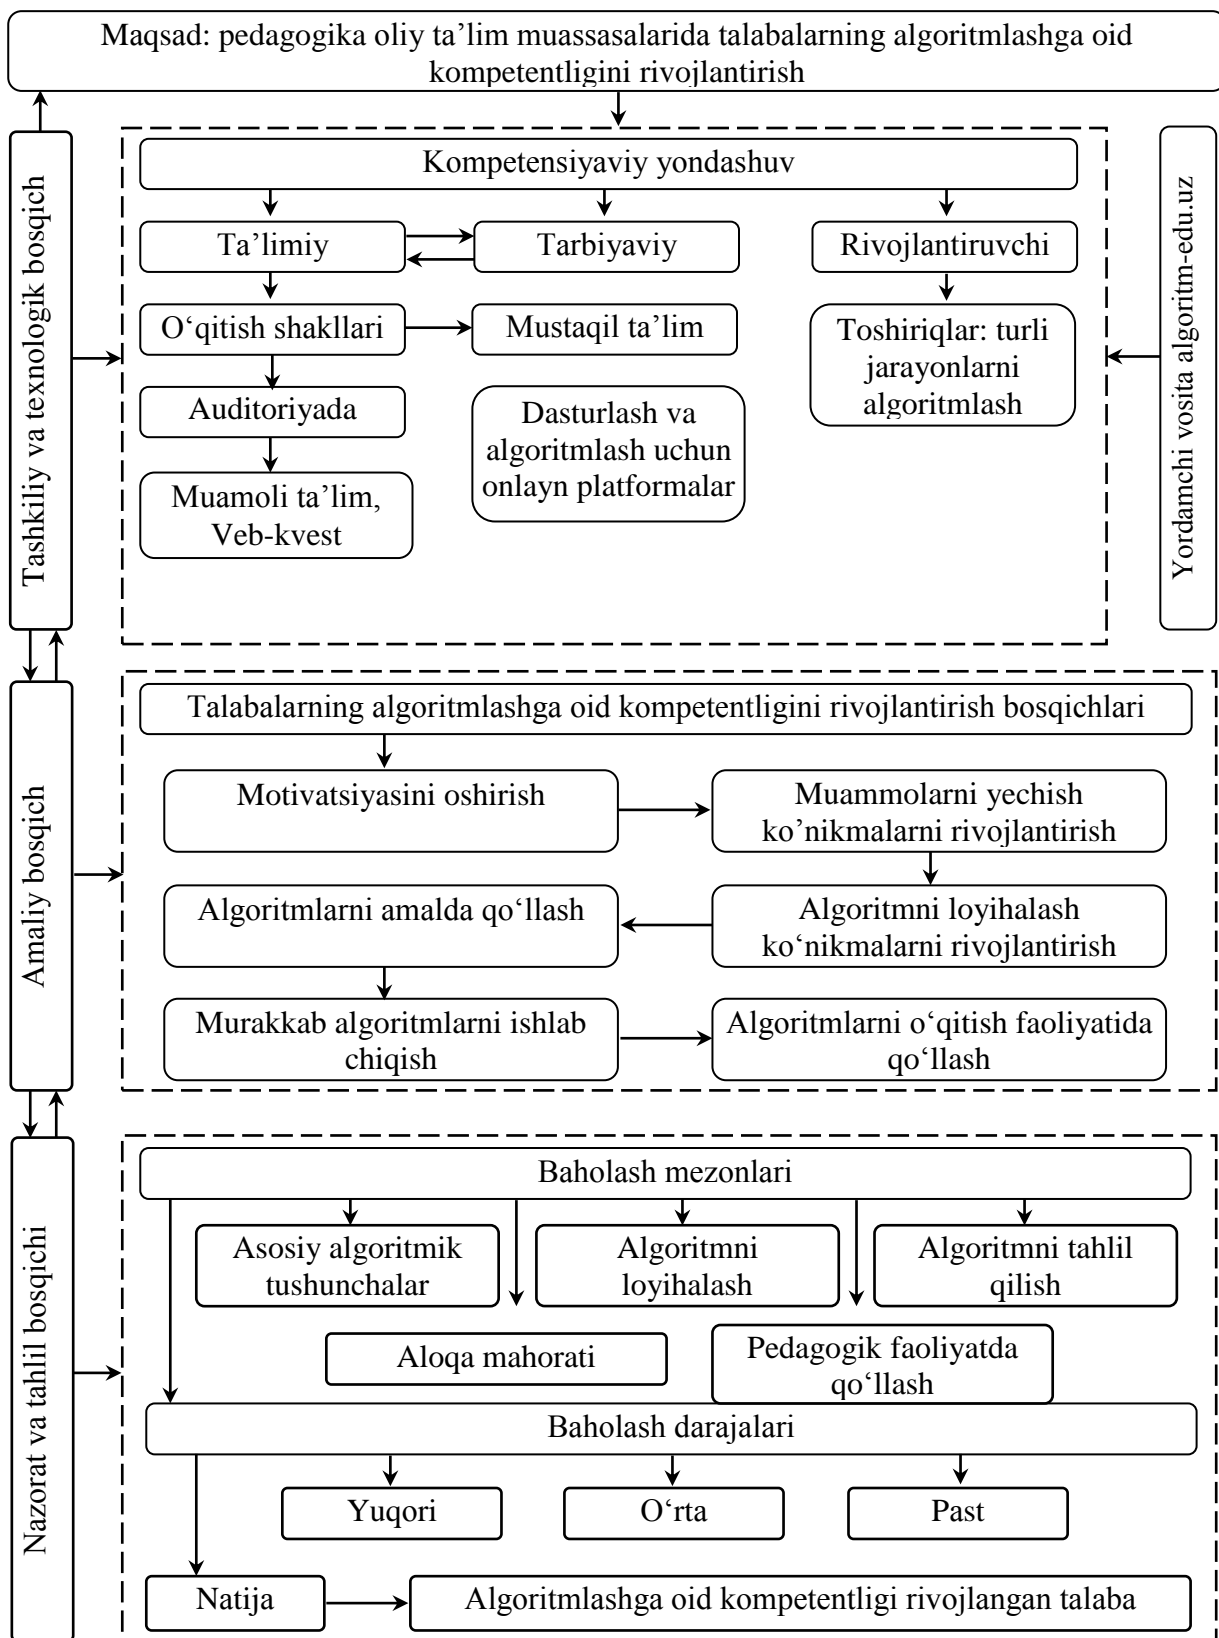 Maqsad: pedagogika oliy ta’lim muassasalarida talabalarning algoritmlashga oid
kompetentligini rivojlantirish
Tashkiliy va texnologik bosqich
Kompetensiyaviy yondashuv
Ta’limiy
Tarbiyaviy
Rivojlantiruvchi
O‘qitish shakllari
Mustaqil ta’lim
Toshiriqlar: turli
jarayonlarni
algoritmlash
Auditoriyada
Dasturlash va
algoritmlash uchun
onlayn platformalar
Muamoli ta’lim,
Veb-kvest
Yordamchi vosita algoritm-edu.uz
Amaliy bosqich
Talabalarning algoritmlashga oid kompetentligini rivojlantirish bosqichlari
Motivatsiyasini oshirish
Muammolarni yechish
ko’nikmalarni rivojlantirish
Algoritmlarni amalda qo‘llash
Algoritmni loyihalash
ko‘nikmalarni rivojlantirish
Murakkab algoritmlarni ishlab
chiqish
Algoritmlarni o‘qitish faoliyatida
qo‘llash
Nazorat va tahlil bosqichi
Baholash mezonlari
Asosiy algoritmik
tushunchalar
Algoritmni
loyihalash
Algoritmni tahlil
qilish
Aloqa mahorati
Pedagogik faoliyatda
qo‘llash
Baholash darajalari
Yuqori
O‘rta
Past
Natija
Algoritmlashga oid kompetentligi rivojlangan talaba